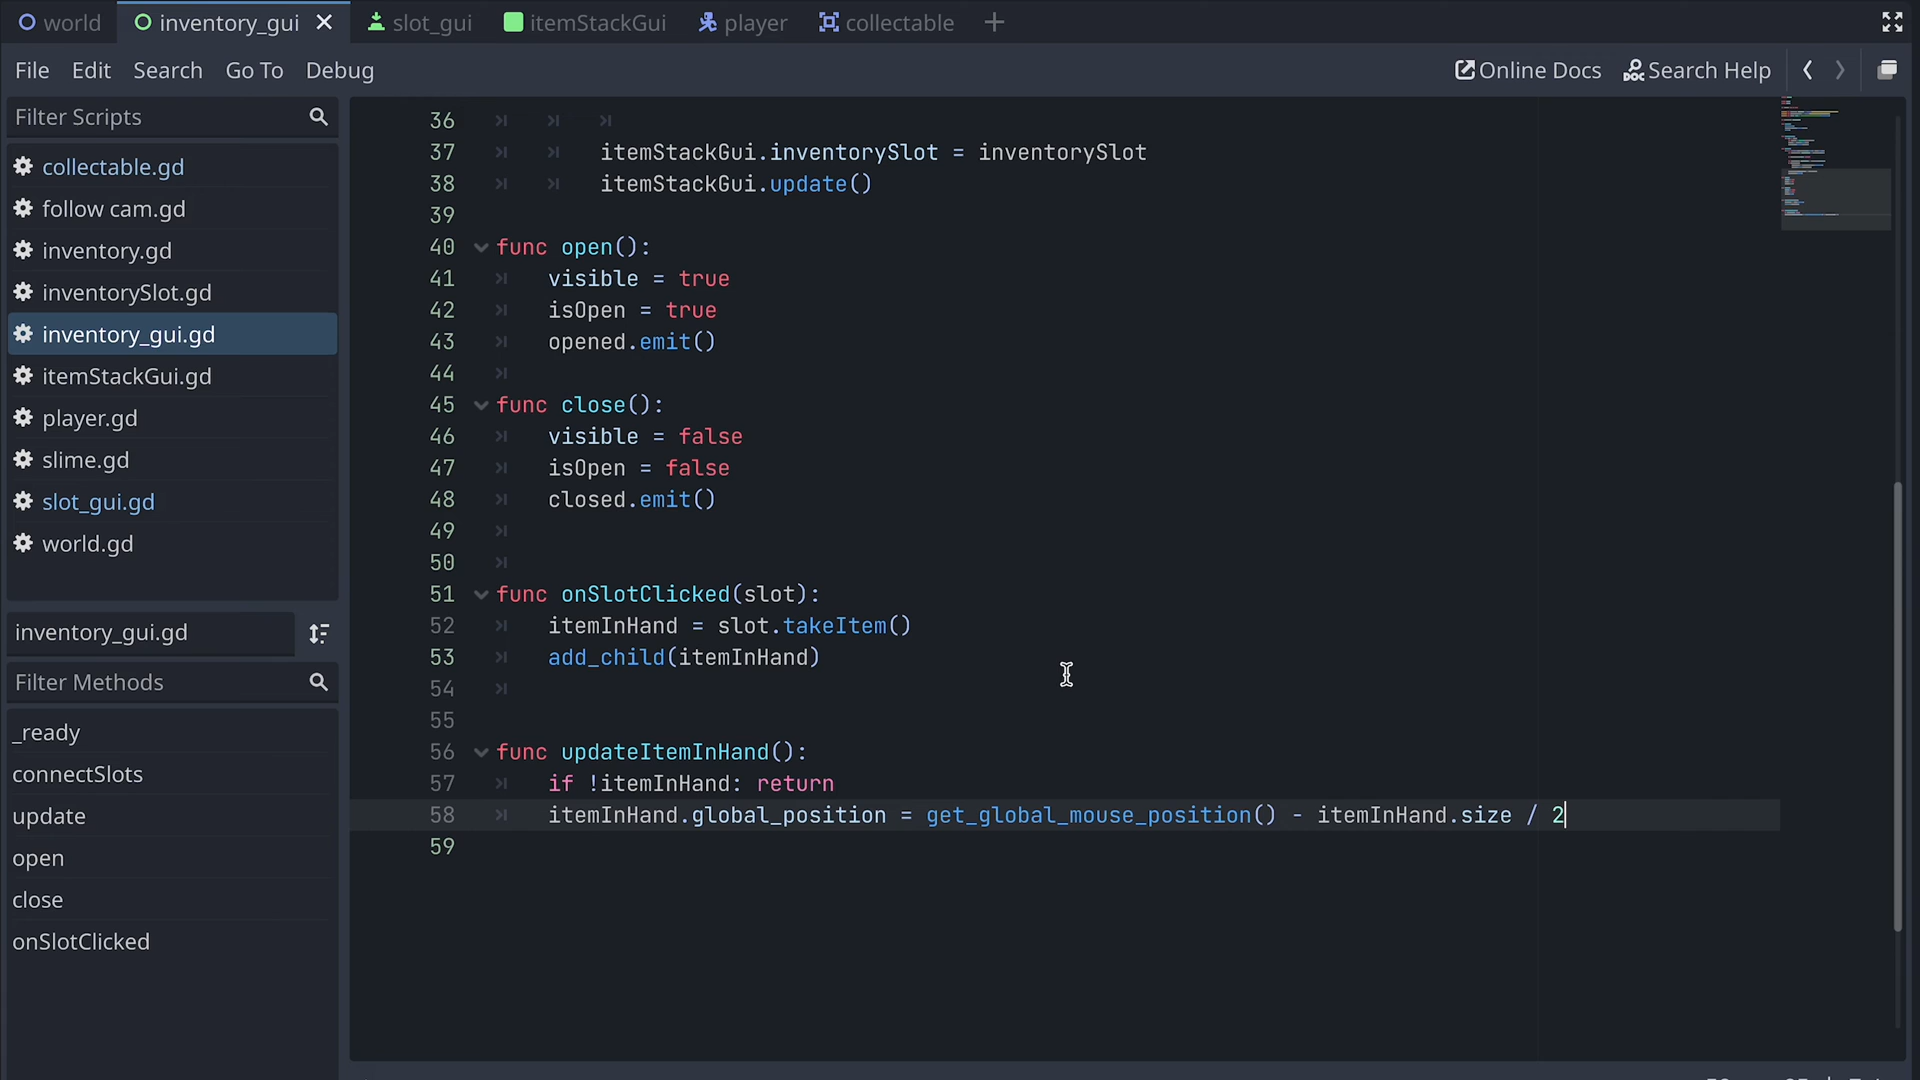 world inventory_gui slot_gui itemStackGui player collectable
File Edit Search Go To Debug Online Docs Search Help
Filter Scripts
collectable.gd
follow cam.gd
inventory.gd
inventorySlot.gd
inventory_gui.gd
itemStackGui.gd
player.gd
slime.gd
slot_gui.gd
world.gd
inventory_gui.gd
Filter Methods
_ready
connectSlots
update
open
close
onSlotClicked
36
37 itemStackGui.inventorySlot = inventorySlot
38 itemStackGui.update()
39
40 func open():
41 visible = true
42 isOpen = true
43 opened.emit()
44
45 func close():
46 visible = false
47 isOpen = false
48 closed.emit()
49
50
51 func onSlotClicked(slot):
52 itemInHand = slot.takeItem()
53 add_child(itemInHand)
54
55
56 func updateItemInHand():
57 if !itemInHand: return
58 itemInHand.global_position = get_global_mouse_position() - itemInHand.size / 2
59